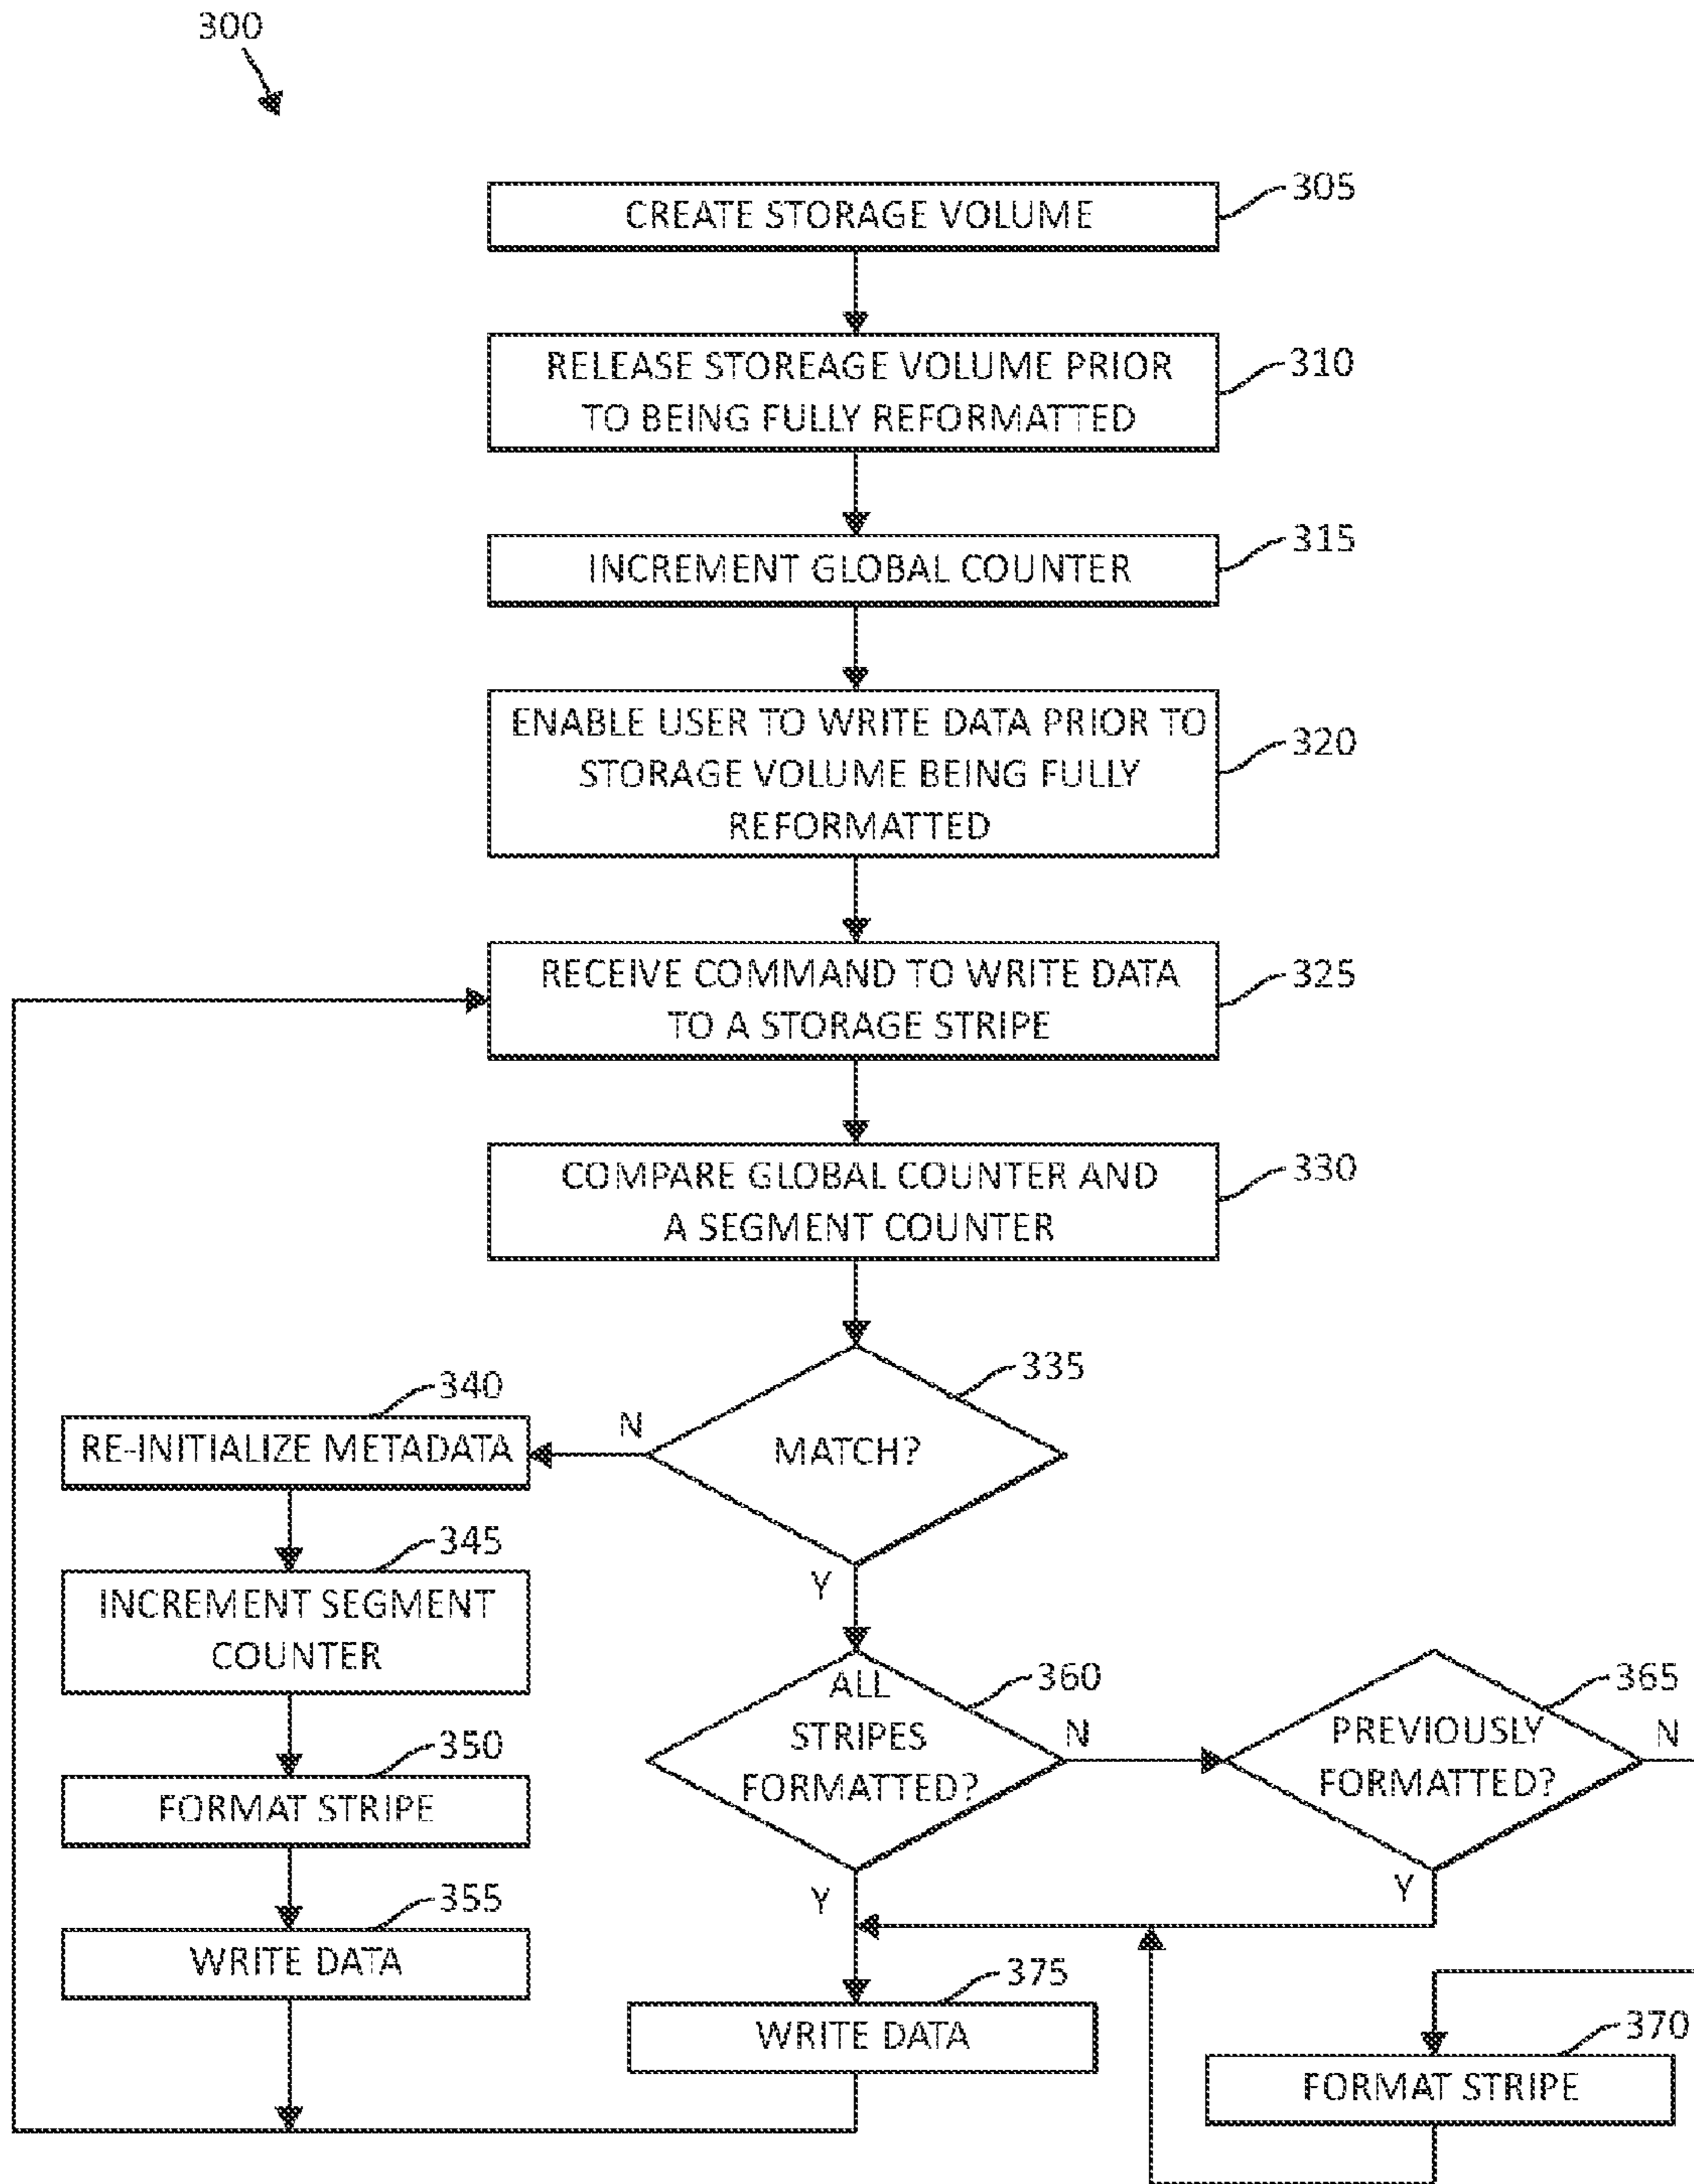 300
CREATE STORAGE VOLUME
305
RELEASE STOREAGE VOLUME PRIOR
TO BEING FULLY REFORMATTED
310
INCREMENT GLOBAL COUNTER
315
ENABLE USER TO WRITE DATA PRIOR TO
STORAGE VOLUME BEING FULLY
REFORMATTED
320
RECEIVE COMMAND TO WRITE DATA
TO A STORAGE STRIPE
325
COMPARE GLOBAL COUNTER AND
A SEGMENT COUNTER
330
MATCH?
335
N
Y
RE-INITIALIZE METADATA
340
INCREMENT SEGMENT
COUNTER
345
FORMAT STRIPE
350
WRITE DATA
355
ALL
STRIPES
FORMATTED?
360
N
Y
PREVIOUSLY
FORMATTED?
365
N
Y
WRITE DATA
375
FORMAT STRIPE
370